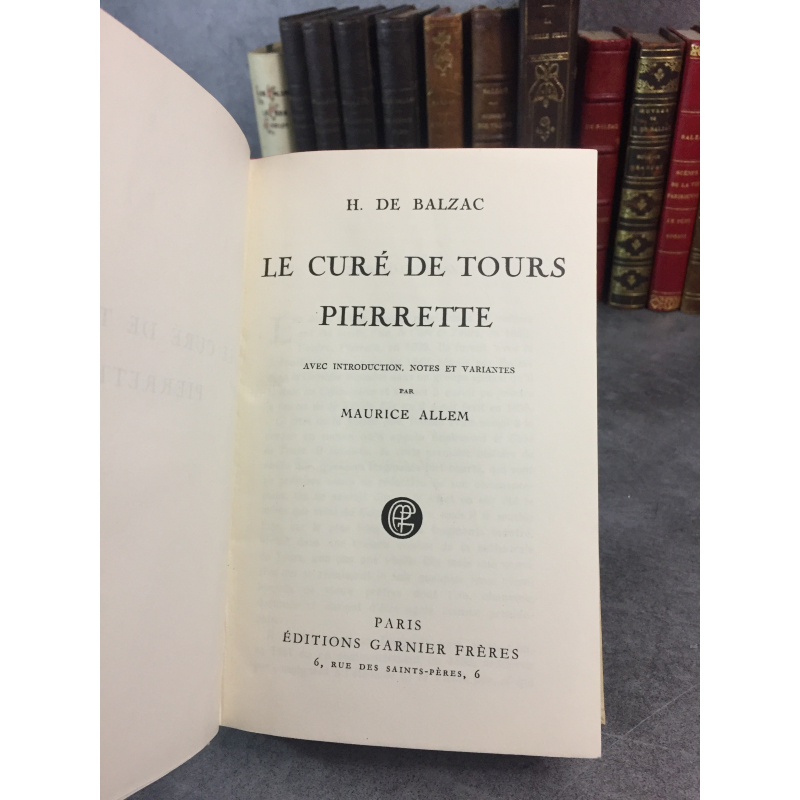 H. DE BALZAC
LE CURÉ DE TOURS
PIERRETTE
AVEC INTRODUCTION, NOTES ET VARIANTES
PAR
MAURICE ALLEM
PARIS
ÉDITIONS GARNIER FRÈRES
6, RUE DES SAINTS-PÈRES, 6